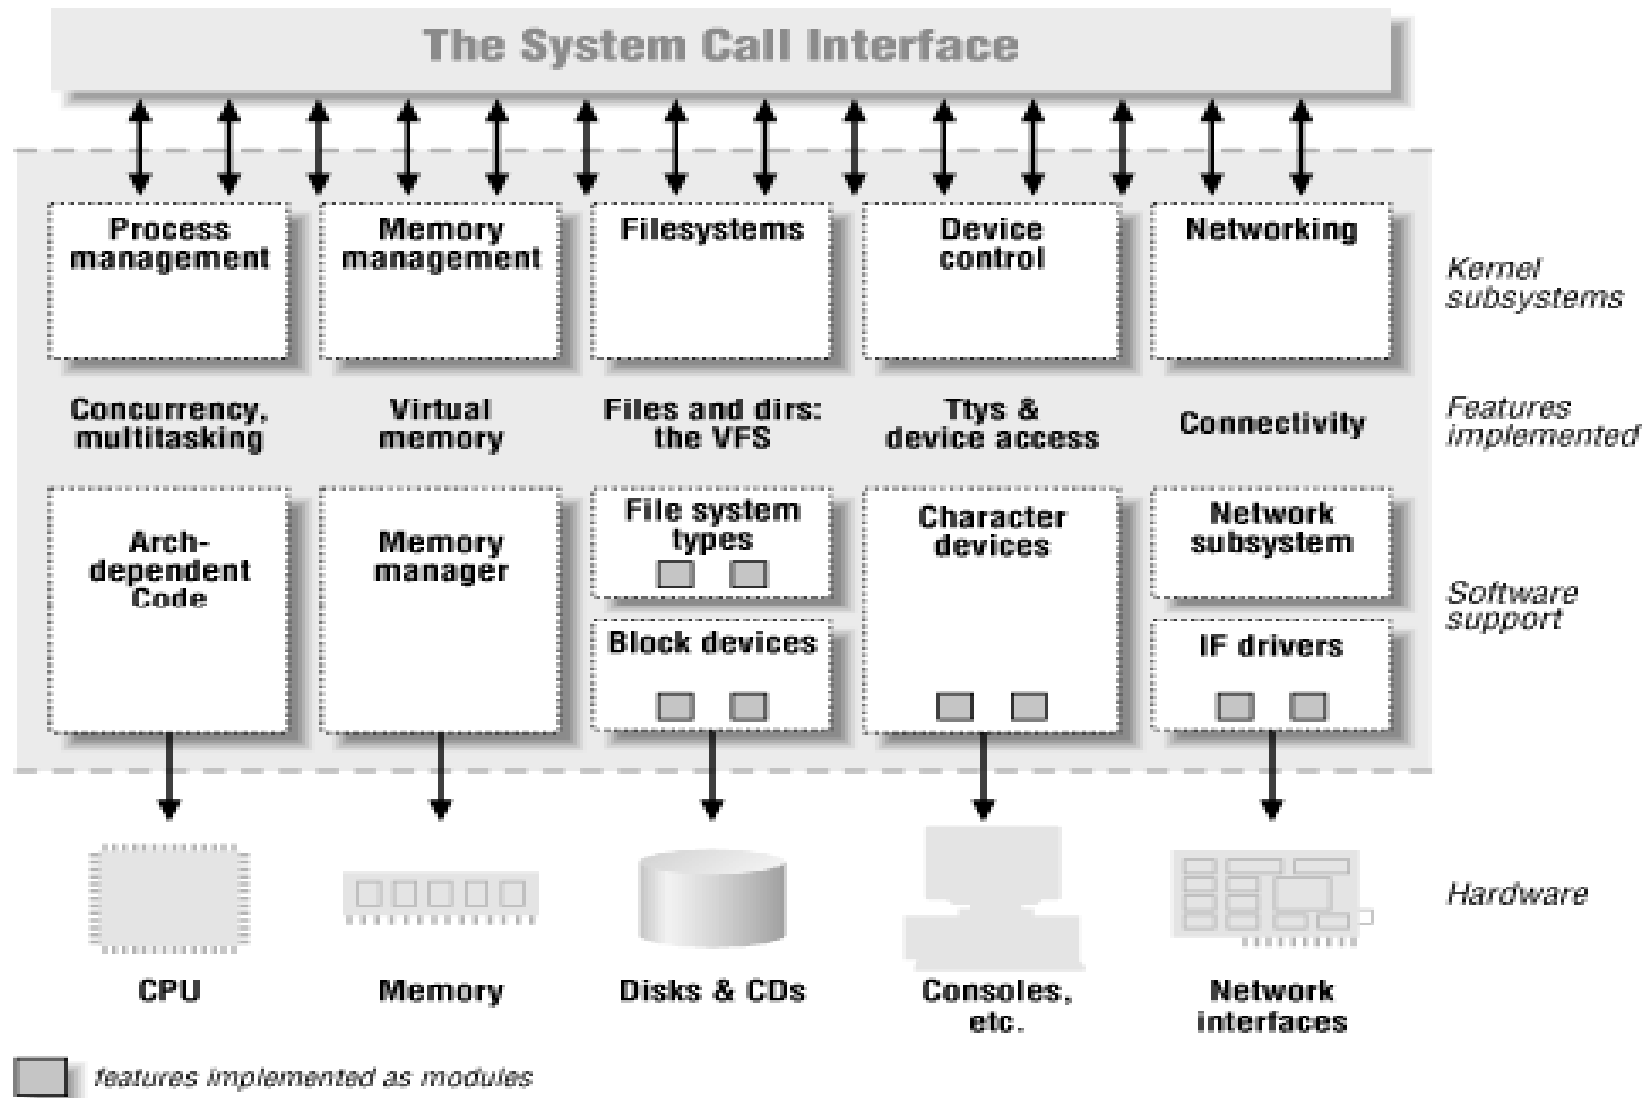 The System Call Interface
Process
management
Memory
management
Filesystems
Device
control
Networking
Kernel
subsystems
Concurrency,
multitasking
Virtual
memory
Files and dirs:
the VFS
Ttys &
device access
Connectivity
Features
implemented
Arch-
dependent
Code
Memory
manager
File system
types
Block devices
Character
devices
Network
subsystem
IF drivers
Software
support
CPU
Memory
Disks & CDs
Consoles,
etc.
Network
interfaces
Hardware
features implemented as modules